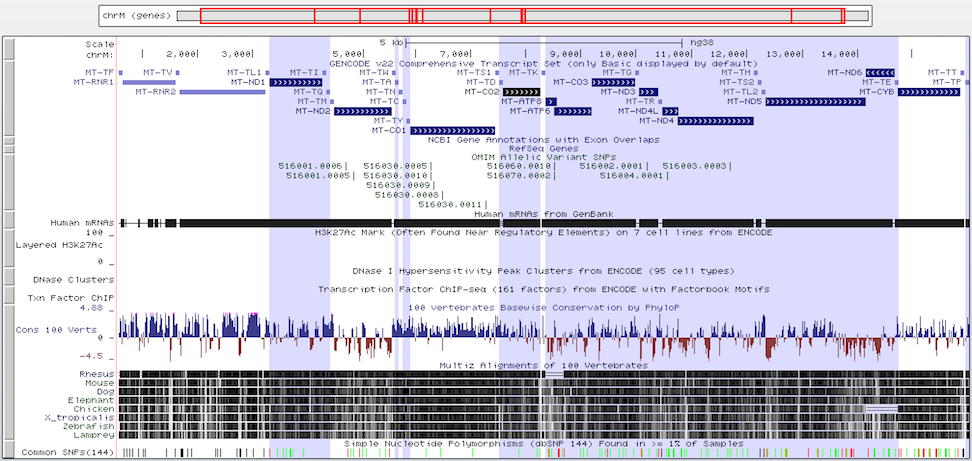 chrM (genes)
Scale 5 kb hg38
chrM: 2,000 3,000 5,000 7,000 9,000 10,000 11,000 12,000 13,000 14,000
GENCODE v22 Comprehensive Transcript Set (only Basic displayed by default)
MT-TF MT-TV MT-TL1 MT-TI MT-TW MT-TS1 MT-TK MT-TG MT-TH MT-ND6 MT-TT
MT-RNR1 MT-ND1 MT-TA MT-TD MT-CO3 MT-TS2 MT-TE MT-TP
MT-RNR2 MT-TQ MT-TN MT-CO2 MT-ND3 MT-TL2 MT-CYB
MT-TM MT-TC MT-ATP8 MT-TR MT-ND5
MT-ND2 MT-ATP6 MT-ND4L
MT-TY MT-ND4
MT-CO1
NCBI Gene Annotations with Exon Overlaps
RefSeq Genes
OMIM Allelic Variant SNPs
516001.0006 516030.0005 516060.0010 516002.0001 516003.0003
516001.0005 516030.0010 516070.0002 516004.0001
516030.0009
516030.0008
516030.0011
Human mRNAs from GenBank
Human mRNAs
100 H3K27Ac Mark (Often Found Near Regulatory Elements) on 7 cell lines from ENCODE
Layered H3K27Ac
0
DNase I Hypersensitivity Peak Clusters from ENCODE (95 cell types)
DNase Clusters
Transcription Factor ChIP-seq (161 factors) from ENCODE with Factorbook Motifs
Txn Factor ChIP
4.88 100 vertebrates Basewise Conservation by PhyloP
Cons 100 Verts
0
-4.5
Multiz Alignments of 100 Vertebrates
Rhesus
Mouse
Dog
Elephant
Chicken
X_tropicalis
Zebrafish
Lamprey
Simple Nucleotide Polymorphisms (dbSNP 144) Found in >= 1% of Samples
Common SNPs(144)